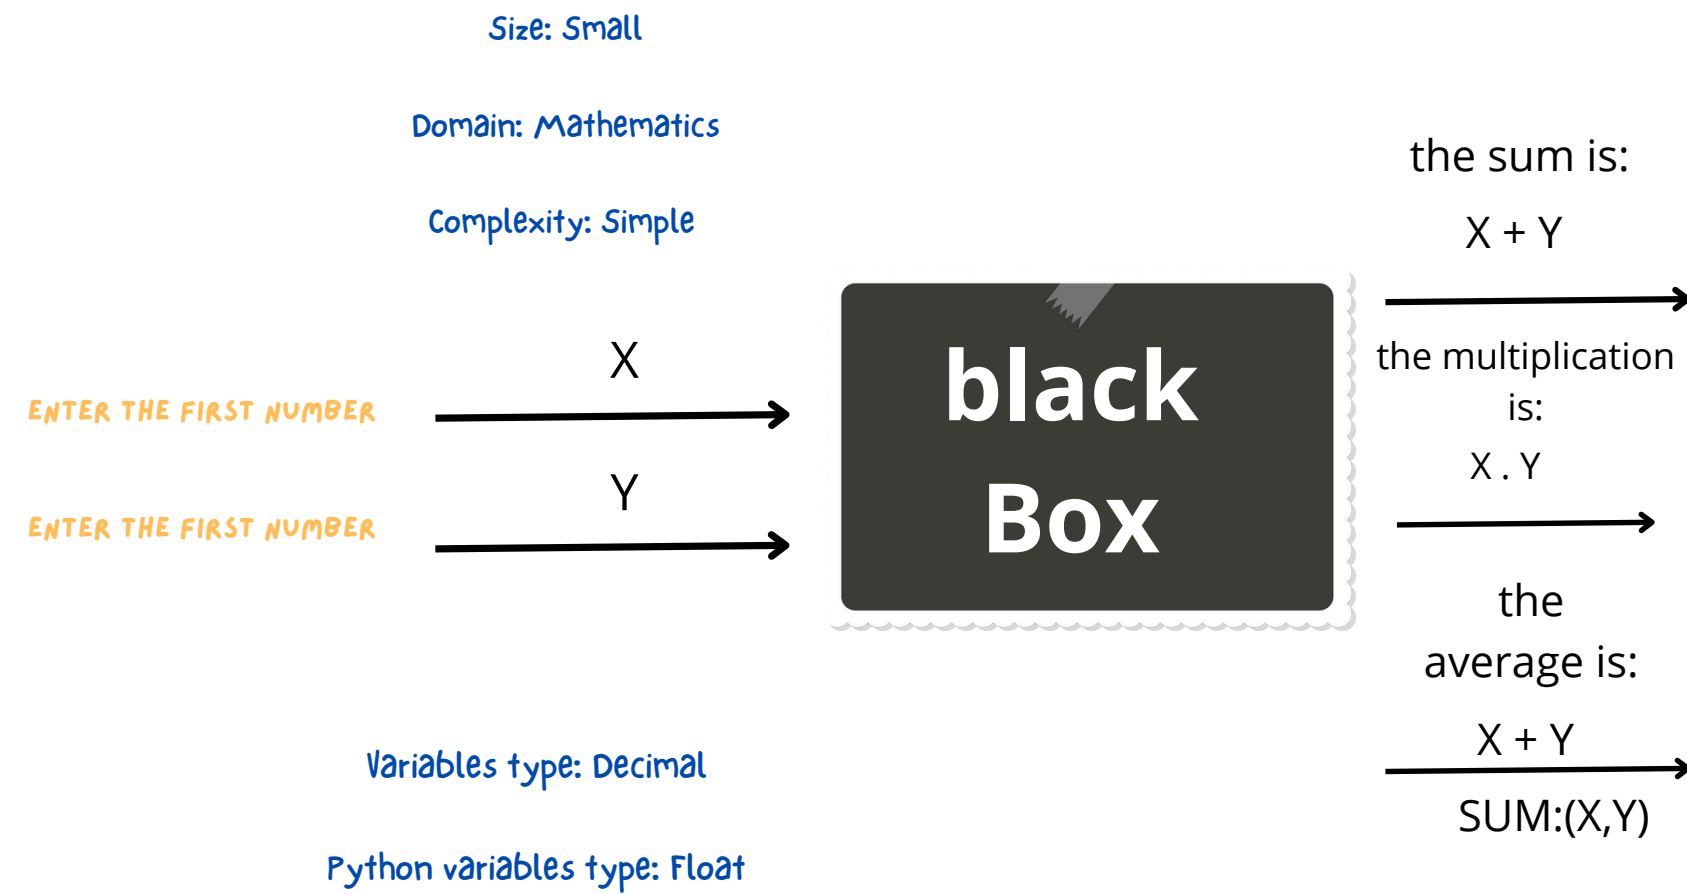 Size: Small
Domain: Mathematics
Complexity: Simple
X
ENTER THE FIRST NUMBER
Y
ENTER THE FIRST NUMBER
Variables type: Decimal
Python variables type: Float
black
Box
the sum is:
X + Y
the multiplication
is:
X . Y
the
average is:
X + Y
SUM:(X,Y)